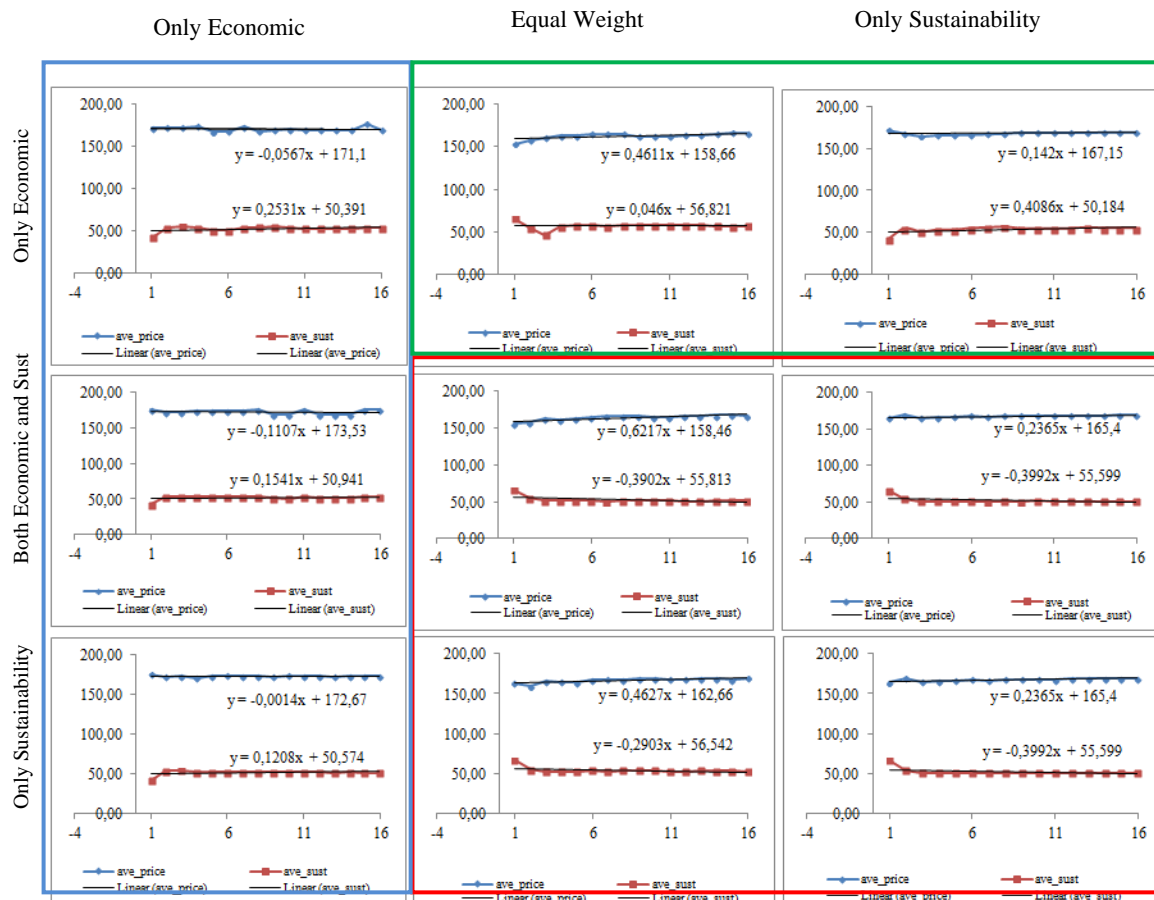 Only Economic
Equal Weight
Only Sustainability
Only Economic
200,00
150,00
100,00
50,00
0,00
-4 1 6 11 16
y = -0,0567x + 171,1
y = 0,2531x + 50,391
ave_price ave_sust
Linear (ave_price) Linear (ave_price)
200,00
150,00
100,00
50,00
0,00
-4 1 6 11 16
y = 0,4611x + 158,66
y = 0,046x + 56,821
ave_price ave_sust
Linear (ave_price) Linear (ave_sust)
200,00
150,00
100,00
50,00
0,00
-4 1 6 11 16
y = 0,142x + 167,15
y = 0,4086x + 50,184
ave_price ave_sust
Linear (ave_price) Linear (ave_sust)
Both Economic and Sust
200,00
150,00
100,00
50,00
0,00
-4 1 6 11 16
y = -0,1107x + 173,53
y = 0,1541x + 50,941
ave_price ave_sust
Linear (ave_price) Linear (ave_sust)
200,00
150,00
100,00
50,00
0,00
-4 1 6 11 16
y = 0,6217x + 158,46
y = -0,3902x + 55,813
ave_price ave_sust
Linear (ave_price) Linear (ave_sust)
200,00
150,00
100,00
50,00
0,00
-4 1 6 11 16
y = 0,2365x + 165,4
y = -0,3992x + 55,599
ave_price ave_sust
Linear (ave_price) Linear (ave_sust)
Only Sustainability
200,00
150,00
100,00
50,00
0,00
-4 1 6 11 16
y = -0,0014x + 172,67
y = 0,1208x + 50,574
ave_price ave_sust
Linear (ave_price) Linear (ave_sust)
200,00
150,00
100,00
50,00
0,00
-4 1 6 11 16
y = 0,4627x + 162,66
y = -0,2903x + 56,542
ave_price ave_sust
Linear (ave_price) Linear (ave_sust)
200,00
150,00
100,00
50,00
0,00
-4 1 6 11 16
y = 0,2365x + 165,4
y = -0,3992x + 55,599
ave_price ave_sust
Linear (ave_price) Linear (ave_sust)